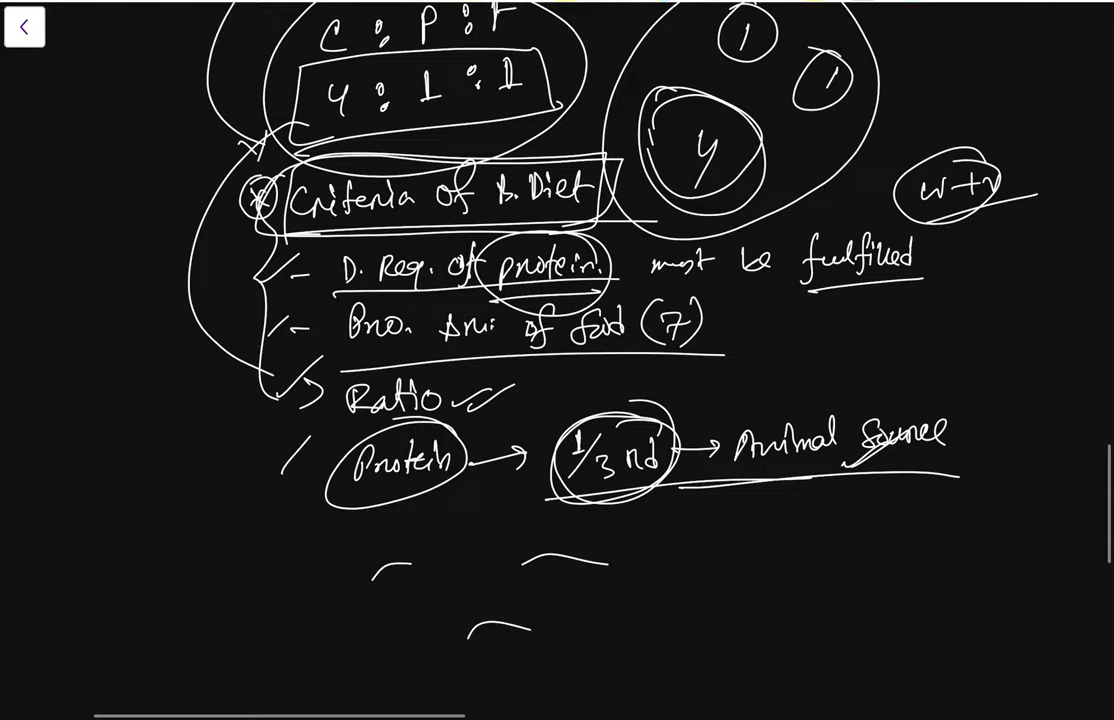 C : P : F
4 : 1 : 1
1
1
4
Criteria of B. Diet
w + v
- D. Req. of protein. must be fulfilled
- Pro. Am: of food (7)
→ Ratio
Protein → 1/3 rd → Animal Source